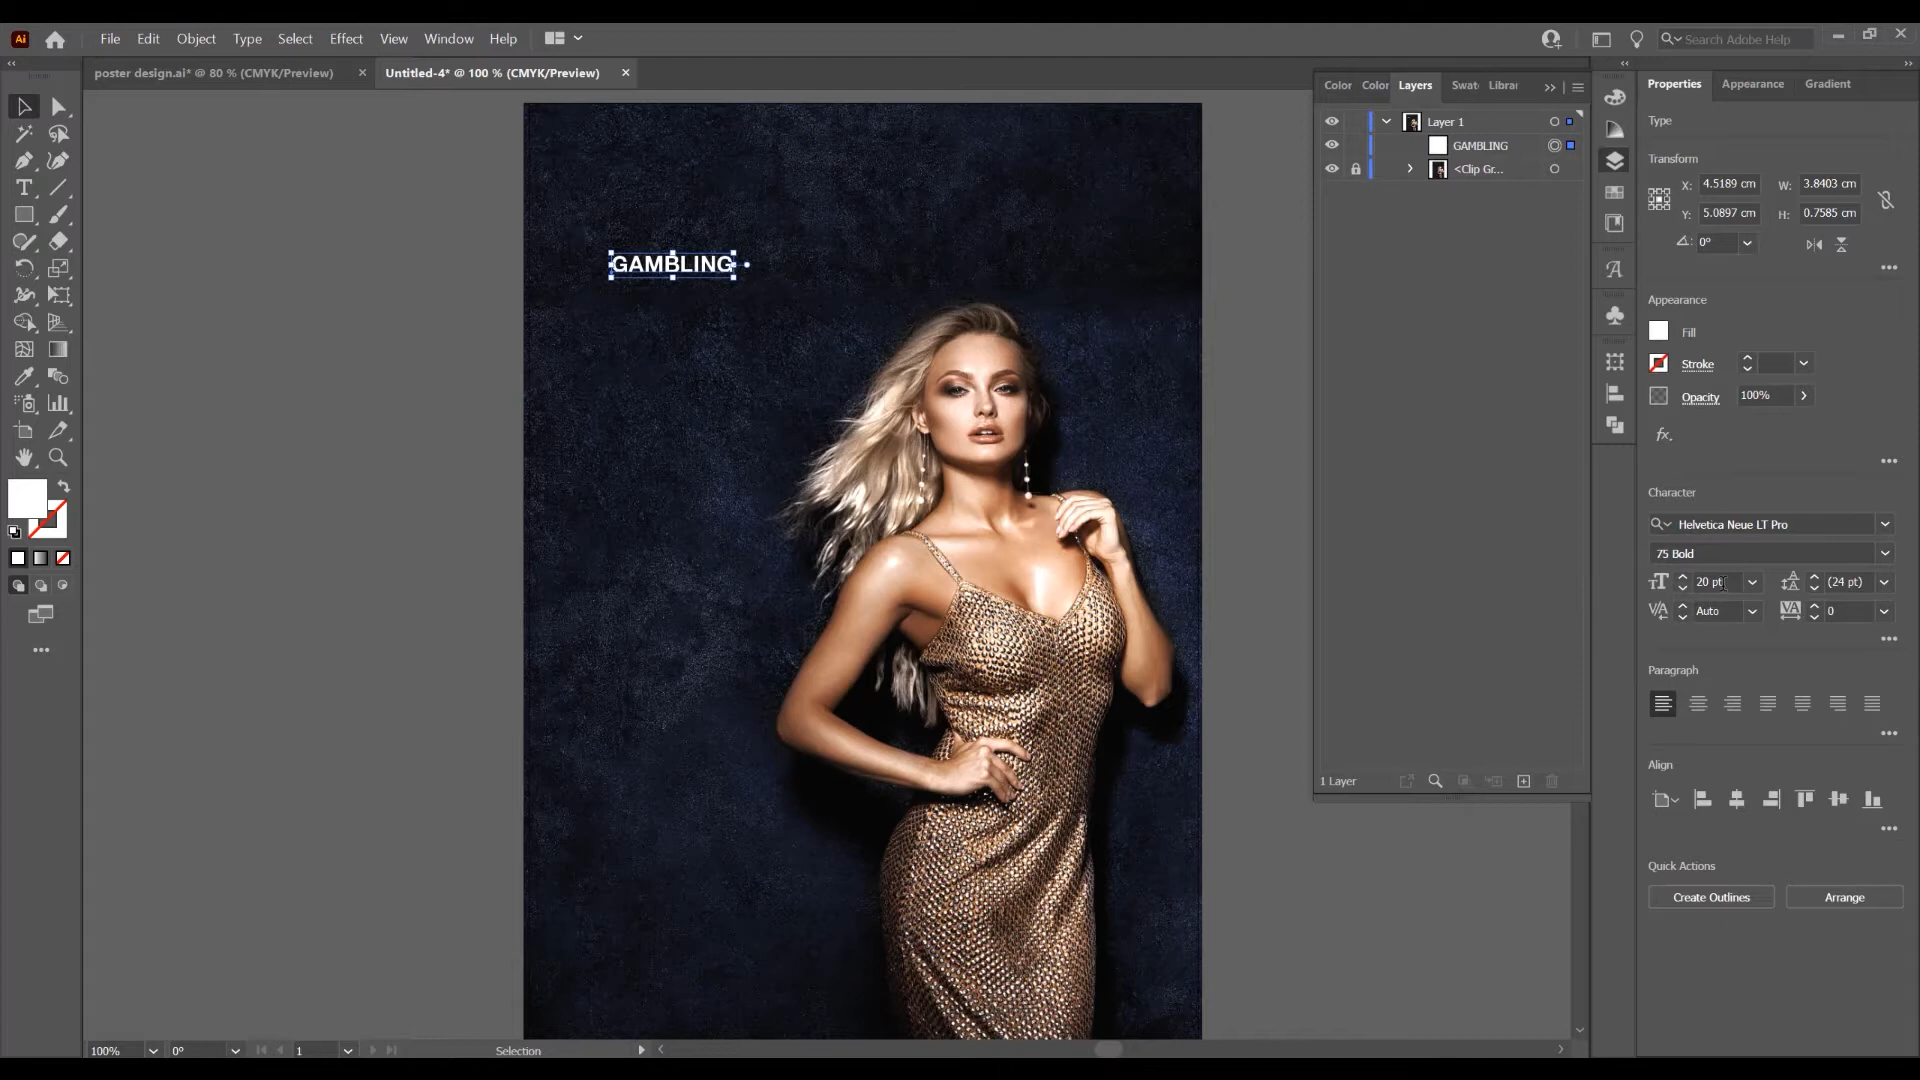 Ai File Edit Object Type Select Effect View Window Help Search Adobe Help
poster design.ai* @ 80 % (CMYK/Preview) × Untitled-4* @ 100 % (CMYK/Preview) ×
Color Color Layers Swat Librar
Properties Appearance Gradient
Layer 1
GAMBLING
<Clip Gr...
1 Layer
GAMBLING
Type
Transform
X: 4.5189 cm W: 3.8403 cm
Y: 5.0897 cm H: 0.7585 cm
0°
Appearance
Fill
Stroke
Opacity 100%
fx.
Character
Helvetica Neue LT Pro
75 Bold
20 pt (24 pt)
Auto 0
Paragraph
Align
Quick Actions
Create Outlines Arrange
100% 0° 1 Selection